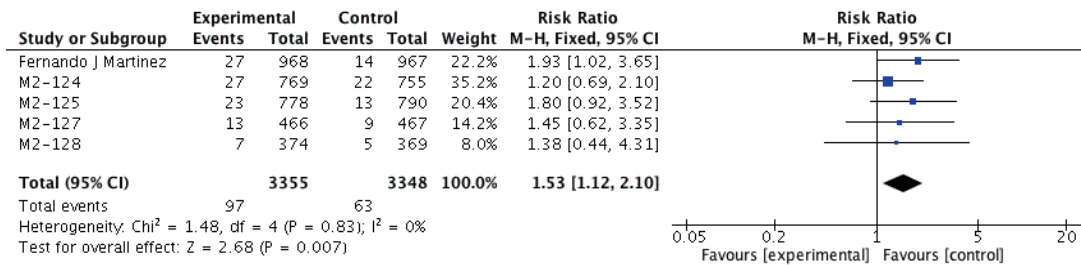 Experimental Control Risk Ratio Risk Ratio
Study or Subgroup Events Total Events Total Weight M-H, Fixed, 95% CI M-H, Fixed, 95% CI
Fernando J Martinez 27 968 14 967 22.2% 1.93 [1.02, 3.65]
M2-124 27 769 22 755 35.2% 1.20 [0.69, 2.10]
M2-125 23 778 13 790 20.4% 1.80 [0.92, 3.52]
M2-127 13 466 9 467 14.2% 1.45 [0.62, 3.35]
M2-128 7 374 5 369 8.0% 1.38 [0.44, 4.31]
Total (95% CI) 3355 3348 100.0% 1.53 [1.12, 2.10]
Total events 97 63
Heterogeneity: Chi² = 1.48, df = 4 (P = 0.83); I² = 0%
Test for overall effect: Z = 2.68 (P = 0.007)
0.05 0.2 1 5 20
Favours [experimental] Favours [control]